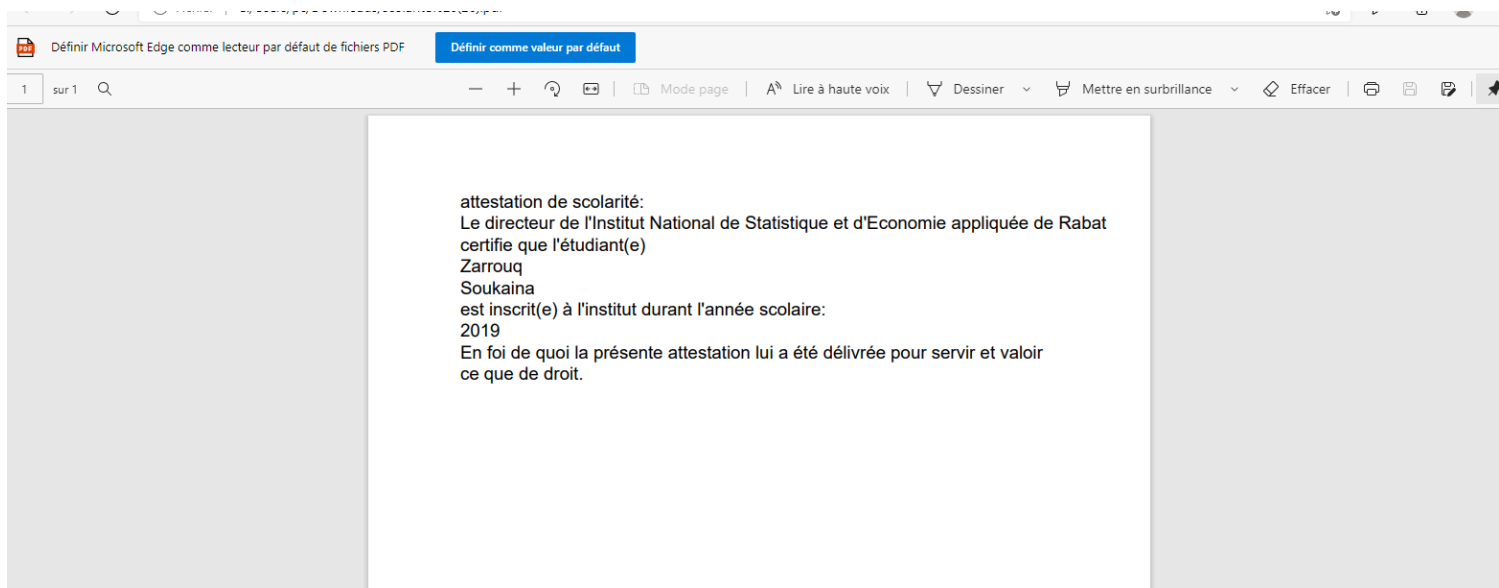 Définir Microsoft Edge comme lecteur par défaut de fichiers PDF
Définir comme valeur par défaut
1 sur 1
Mode page
Lire à haute voix
Dessiner
Mettre en surbrillance
Effacer
attestation de scolarité:
Le directeur de l'Institut National de Statistique et d'Economie appliquée de Rabat
certifie que l'étudiant(e)
Zarrouq
Soukaina
est inscrit(e) à l'institut durant l'année scolaire:
2019
En foi de quoi la présente attestation lui a été délivrée pour servir et valoir
ce que de droit.